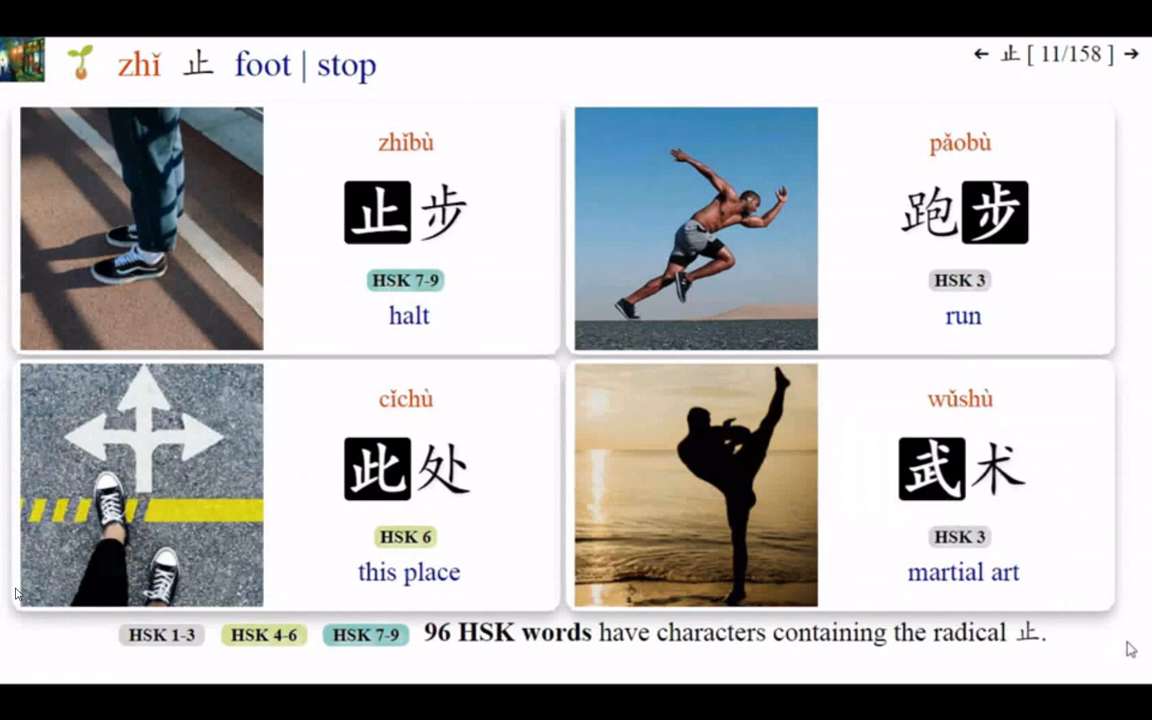 zhǐ 止 foot | stop
← 止 [ 11/158 ] →
zhǐbù
止步
HSK 7-9
halt
pǎobù
跑步
HSK 3
run
cǐchù
此处
HSK 6
this place
wǔshù
武术
HSK 3
martial art
HSK 1-3 HSK 4-6 HSK 7-9 96 HSK words have characters containing the radical 止.